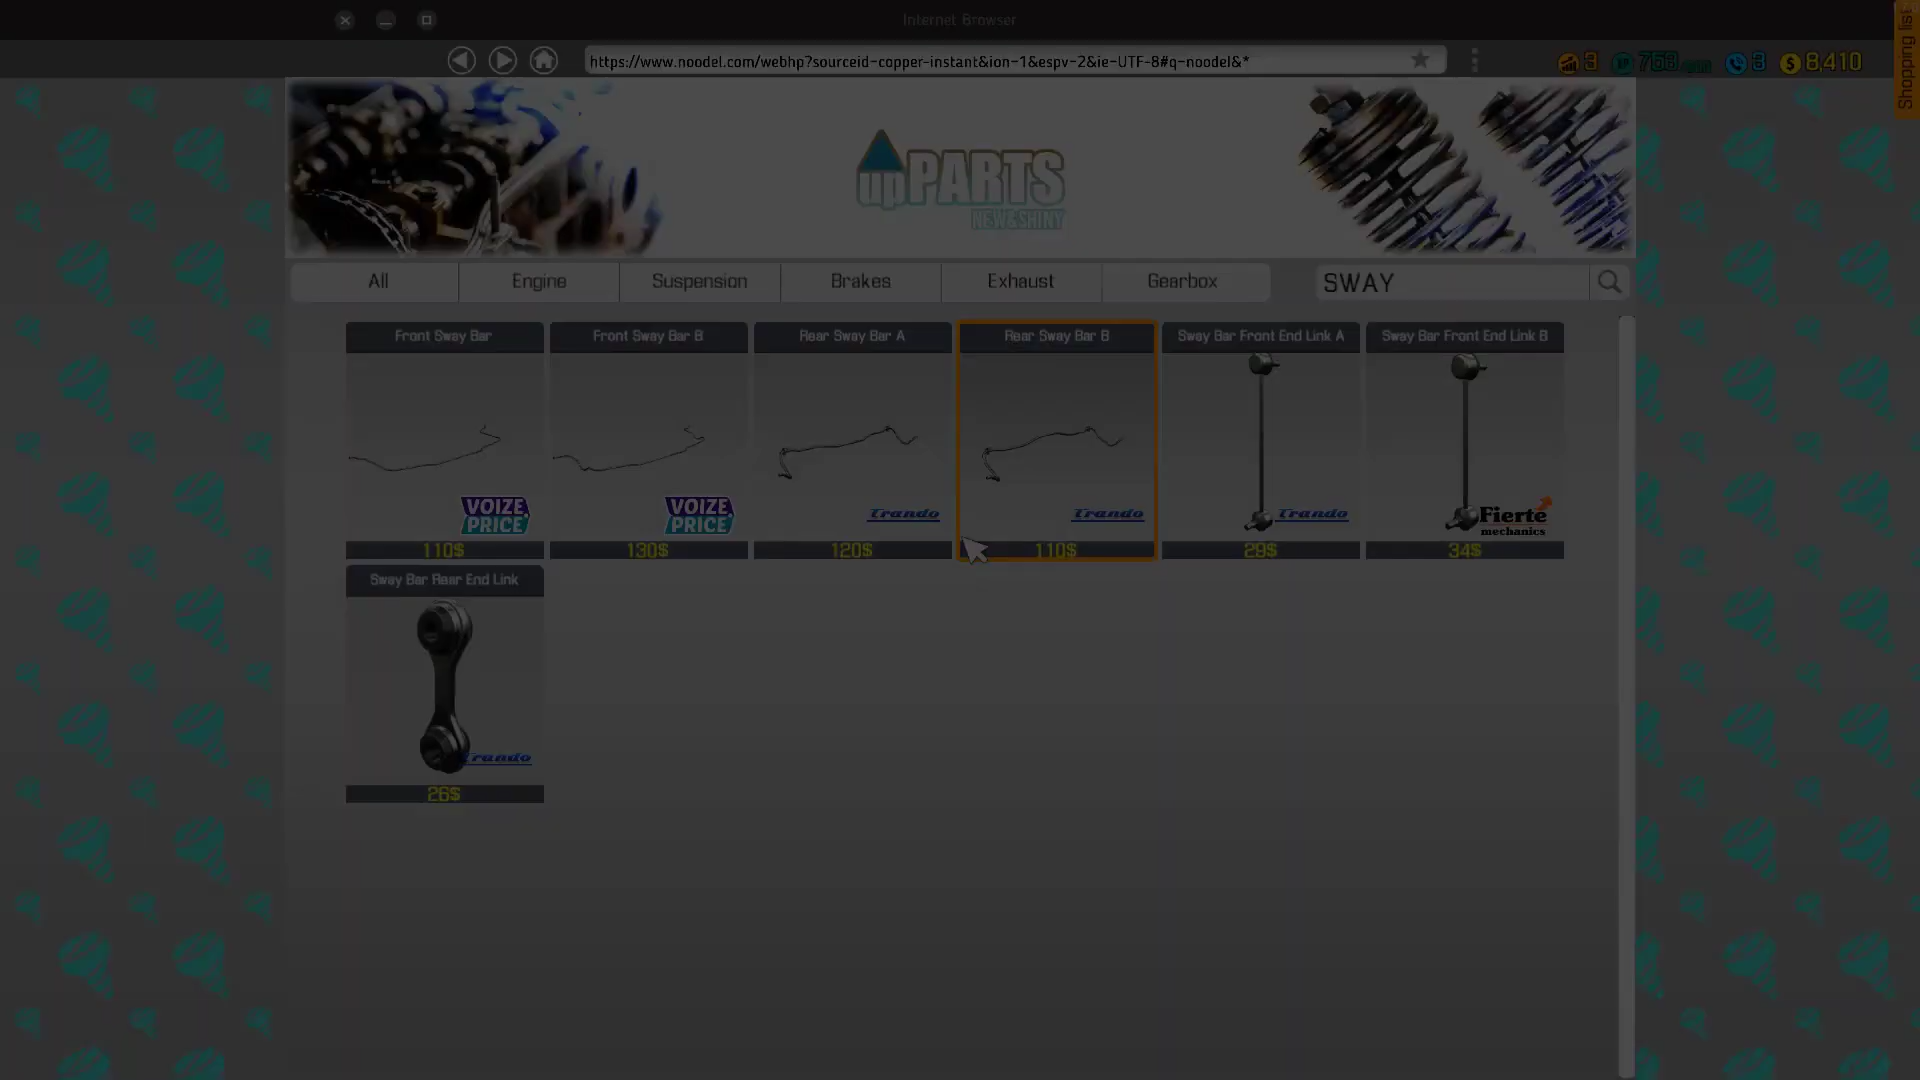 Internet Browser
https://www.noodel.com/webhp?sourceid-copper-instant&ion-1&espv-2&ie-UTF-8#q-noodel&*
3
3
8,410
Shopping list
upPARTS
NEW&SHINY
All
Engine
Suspension
Brakes
Exhaust
Gearbox
SWAY
Front Sway Bar
Front Sway Bar B
Rear Sway Bar A
Rear Sway Bar B
Sway Bar Front End Link A
Sway Bar Front End Link B
VOIZE PRICE
VOIZE PRICE
Trando
Trando
Trando
Fierte mechanics
110$
130$
120$
110$
29$
34$
Sway Bar Rear End Link
Trando
26$